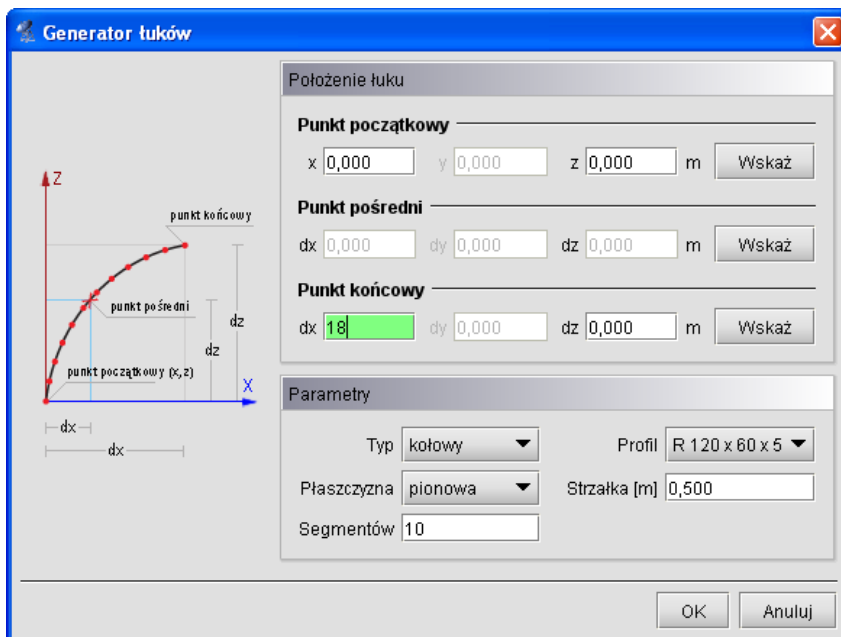 Generator łuków
Położenie łuku
Punkt początkowy
x 0,000 y 0,000 z 0,000 m Wskaż
Punkt pośredni
dx 0,000 dy 0,000 dz 0,000 m Wskaż
Punkt końcowy
dx 18 dy 0,000 dz 0,000 m Wskaż
Z
punkt końcowy
punkt pośredni
dz
dz
punkt początkowy (x,z)
X
dx
dx
Parametry
Typ kołowy Profil R 120 x 60 x 5
Płaszczyzna pionowa Strzałka [m] 0,500
Segmentów 10
OK Anuluj